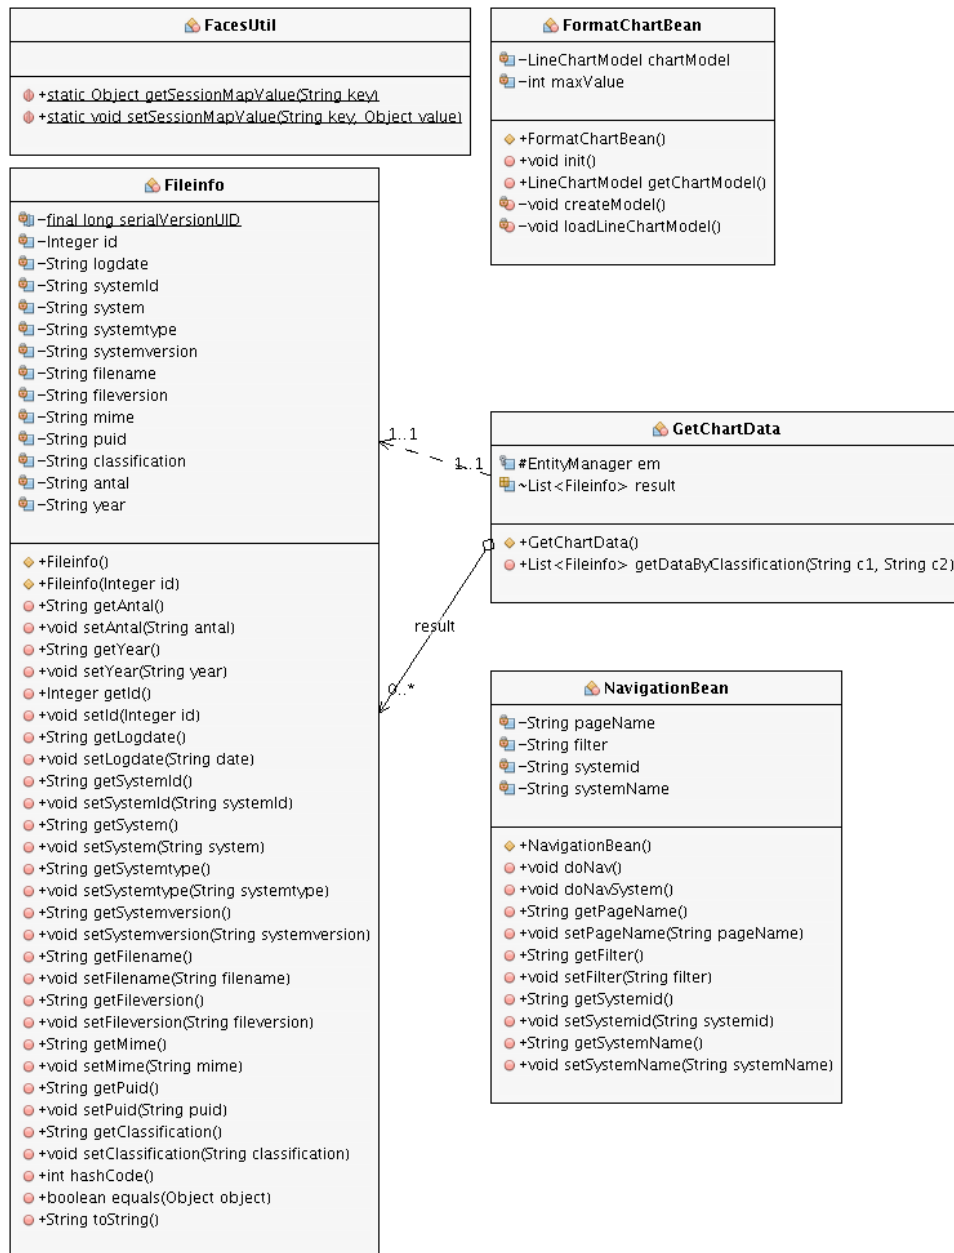 FacesUtil
+static Object getSessionMapValue(String key)
+static void setSessionMapValue(String key, Object value)
FormatChartBean
-LineChartModel chartModel
-int maxValue
+FormatChartBean()
+void init()
+LineChartModel getChartModel()
-void createModel()
-void loadLineChartModel()
Fileinfo
-final long serialVersionUID
-Integer id
-String logdate
-String systemId
-String system
-String systemtype
-String systemversion
-String filename
-String fileversion
-String mime
-String puid
-String classification
-String antal
-String year
+Fileinfo()
+Fileinfo(Integer id)
+String getAntal()
+void setAntal(String antal)
+String getYear()
+void setYear(String year)
+Integer getId()
+void setId(Integer id)
+String getLogdate()
+void setLogdate(String date)
+String getSystemId()
+void setSystemId(String systemId)
+String getSystem()
+void setSystem(String system)
+String getSystemtype()
+void setSystemtype(String systemtype)
+String getSystemversion()
+void setSystemversion(String systemversion)
+String getFilename()
+void setFilename(String filename)
+String getFileversion()
+void setFileversion(String fileversion)
+String getMime()
+void setMime(String mime)
+String getPuid()
+void setPuid(String puid)
+String getClassification()
+void setClassification(String classification)
+int hashCode()
+boolean equals(Object object)
+String toString()
1..1
1..1
result
0..*
GetChartData
#EntityManager em
~List<Fileinfo> result
+GetChartData()
+List<Fileinfo> getDataByClassification(String c1, String c2)
NavigationBean
-String pageName
-String filter
-String systemid
-String systemName
+NavigationBean()
+void doNav()
+void doNavSystem()
+String getPageName()
+void setPageName(String pageName)
+String getFilter()
+void setFilter(String filter)
+String getSystemid()
+void setSystemid(String systemid)
+String getSystemName()
+void setSystemName(String systemName)